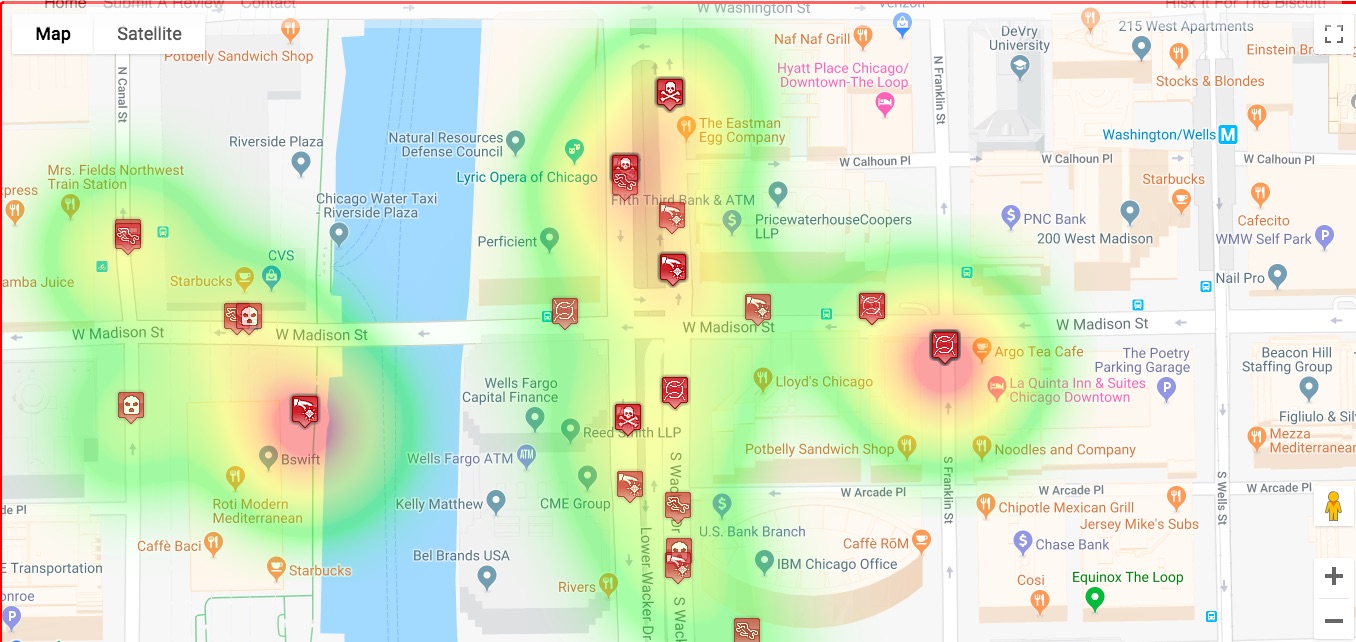 Home
Submit A Review
Contact
Risk It For The Biscuit!
Map
Satellite
Potbelly Sandwich Shop
W Washington St
Verizon
Naf Naf Grill
DeVry
University
215 West Apartments
Einstein Br
Stocks & Blondes
Hyatt Place Chicago/
Downtown-The Loop
N Canal St
N Franklin St
The Eastman
Egg Company
Riverside Plaza
Natural Resources
Defense Council
Washington/Wells
M
W Calhoun Pl
W Calhoun Pl
W Calhoun Pl
Mrs. Fields Northwest
Train Station
xpress
Lyric Opera of Chicago
Starbucks
Chicago Water Taxi
Riverside Plaza
Fifth Third Bank & ATM
PricewaterhouseCoopers
LLP
PNC Bank
200 West Madison
Cafecito
WMW Self Park
P
Perficient
CVS
Starbucks
amba Juice
Nail Pro
W Madison St
W Madison St
W Madison St
W Madison St
Argo Tea Cafe
The Poetry
Parking Garage
P
Beacon Hill
Staffing Group
La Quinta Inn & Suites
Chicago Downtown
Wells Fargo
Capital Finance
Lloyd's Chicago
Figliulo & Silv
Reed Smith LLP
Mezza
Mediterranean
Potbelly Sandwich Shop
Noodles and Company
Bswift
Wells Fargo ATM
ATM
Roti Modern
Mediterranean
Kelly Matthew
CME Group
S Wacker Dr
S Franklin St
S Wells St
W Arcade Pl
W Arcade Pl
W Arcade Pl
de Pl
Chipotle Mexican Grill
Jersey Mike's Subs
U.S. Bank Branch
Caffè Baci
Caffè RōM
Chase Bank
Bel Brands USA
IBM Chicago Office
Lower Wacker Dr
E Transportation
Starbucks
Rivers
Cosi
Equinox The Loop
onroe
P
S Wack